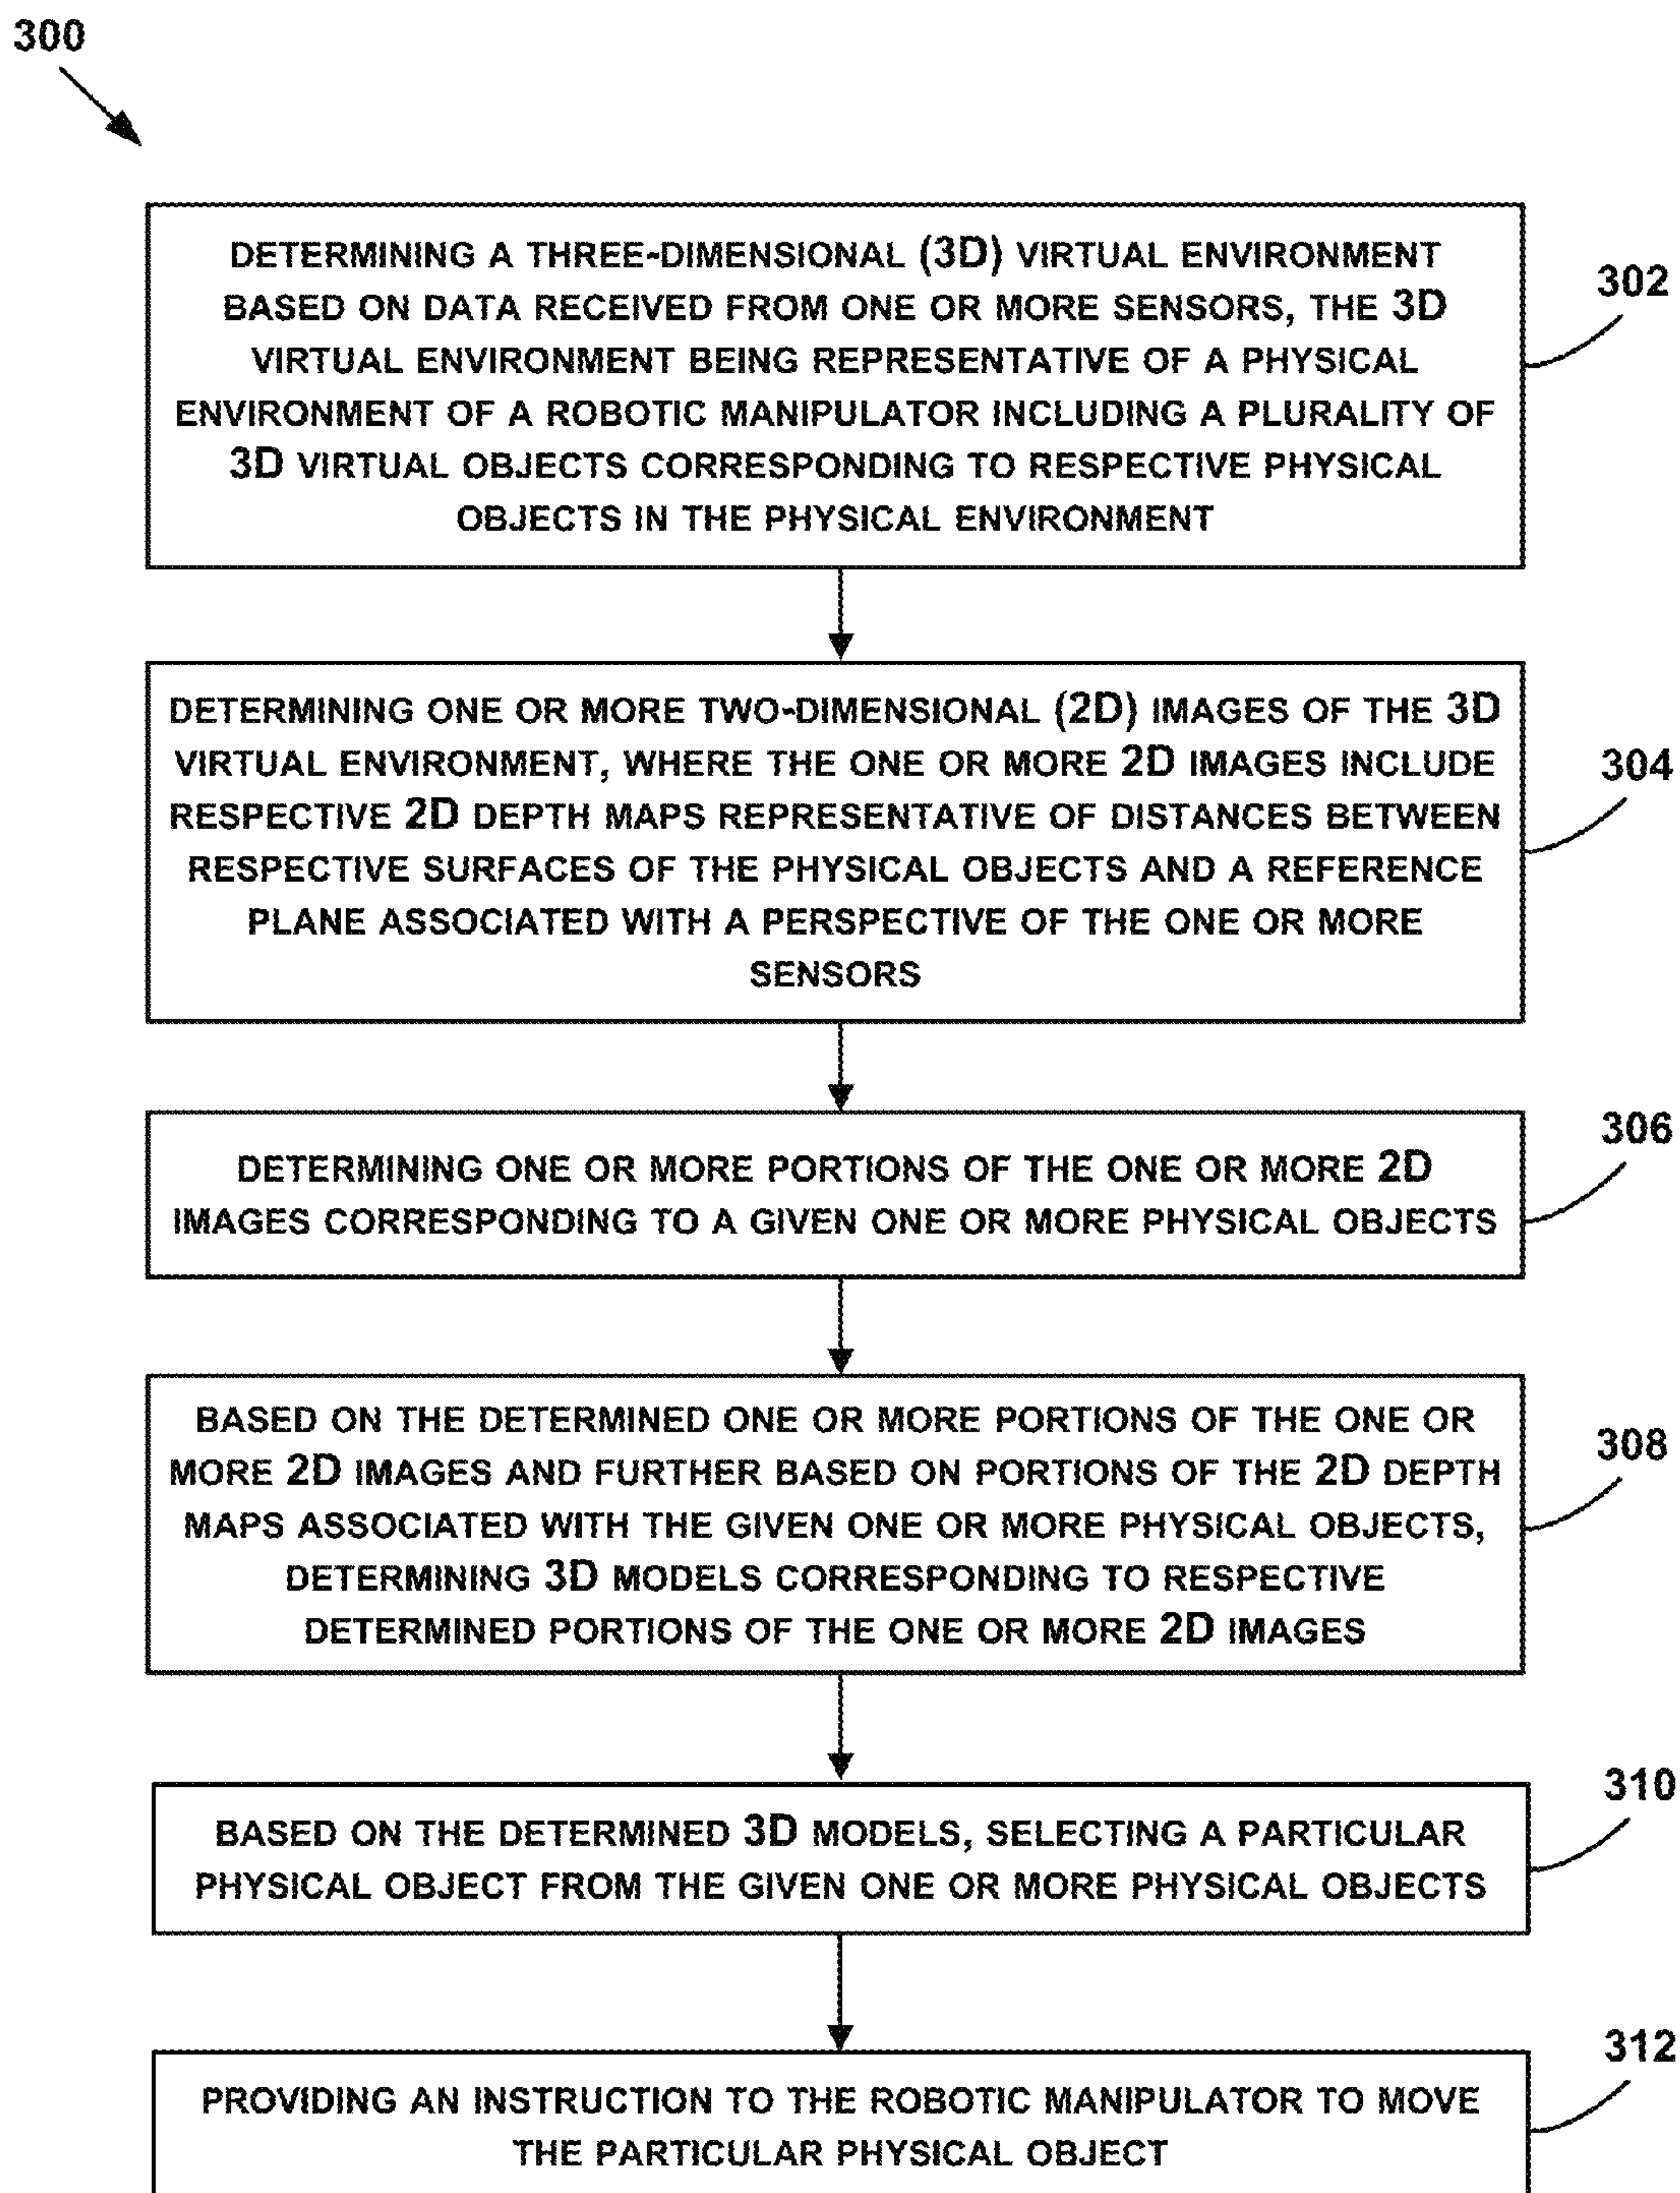 300
DETERMINING A THREE-DIMENSIONAL (3D) VIRTUAL ENVIRONMENT
BASED ON DATA RECEIVED FROM ONE OR MORE SENSORS, THE 3D
VIRTUAL ENVIRONMENT BEING REPRESENTATIVE OF A PHYSICAL
ENVIRONMENT OF A ROBOTIC MANIPULATOR INCLUDING A PLURALITY OF
3D VIRTUAL OBJECTS CORRESPONDING TO RESPECTIVE PHYSICAL
OBJECTS IN THE PHYSICAL ENVIRONMENT
302
DETERMINING ONE OR MORE TWO-DIMENSIONAL (2D) IMAGES OF THE 3D
VIRTUAL ENVIRONMENT, WHERE THE ONE OR MORE 2D IMAGES INCLUDE
RESPECTIVE 2D DEPTH MAPS REPRESENTATIVE OF DISTANCES BETWEEN
RESPECTIVE SURFACES OF THE PHYSICAL OBJECTS AND A REFERENCE
PLANE ASSOCIATED WITH A PERSPECTIVE OF THE ONE OR MORE
SENSORS
304
DETERMINING ONE OR MORE PORTIONS OF THE ONE OR MORE 2D
IMAGES CORRESPONDING TO A GIVEN ONE OR MORE PHYSICAL OBJECTS
306
BASED ON THE DETERMINED ONE OR MORE PORTIONS OF THE ONE OR
MORE 2D IMAGES AND FURTHER BASED ON PORTIONS OF THE 2D DEPTH
MAPS ASSOCIATED WITH THE GIVEN ONE OR MORE PHYSICAL OBJECTS,
DETERMINING 3D MODELS CORRESPONDING TO RESPECTIVE
DETERMINED PORTIONS OF THE ONE OR MORE 2D IMAGES
308
BASED ON THE DETERMINED 3D MODELS, SELECTING A PARTICULAR
PHYSICAL OBJECT FROM THE GIVEN ONE OR MORE PHYSICAL OBJECTS
310
PROVIDING AN INSTRUCTION TO THE ROBOTIC MANIPULATOR TO MOVE
THE PARTICULAR PHYSICAL OBJECT
312